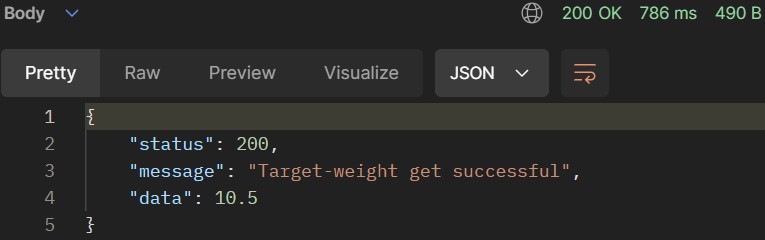 Body 200 OK 786 ms 490 B
Pretty Raw Preview Visualize JSON
1 {
2 "status": 200,
3 "message": "Target-weight get successful",
4 "data": 10.5
5 }